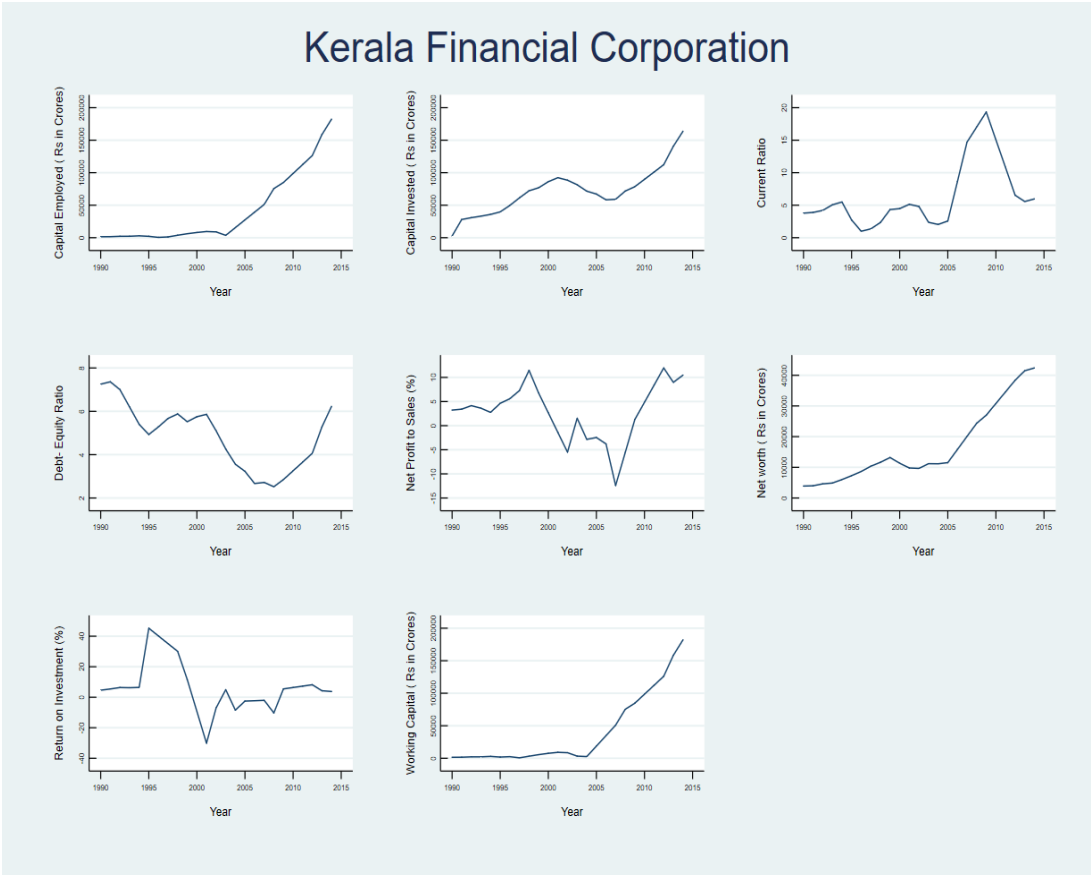 Kerala Financial Corporation
Capital Employed ( Rs in Crores)
0 50000 100000 150000 200000
1990 1995 2000 2005 2010 2015
Year
Capital Invested ( Rs in Crores)
0 50000 100000 150000 200000
1990 1995 2000 2005 2010 2015
Year
Current Ratio
0 5 10 15 20
1990 1995 2000 2005 2010 2015
Year
Debt- Equity Ratio
2 4 6 8
1990 1995 2000 2005 2010 2015
Year
Net Profit to Sales (%)
-15 -10 -5 0 5 10
1990 1995 2000 2005 2010 2015
Year
Net worth ( Rs in Crores)
0 10000 20000 30000 40000
1990 1995 2000 2005 2010 2015
Year
Return on Investment (%)
-40 -20 0 20 40
1990 1995 2000 2005 2010 2015
Year
Working Capital ( Rs in Crores)
0 50000 100000 150000 200000
1990 1995 2000 2005 2010 2015
Year